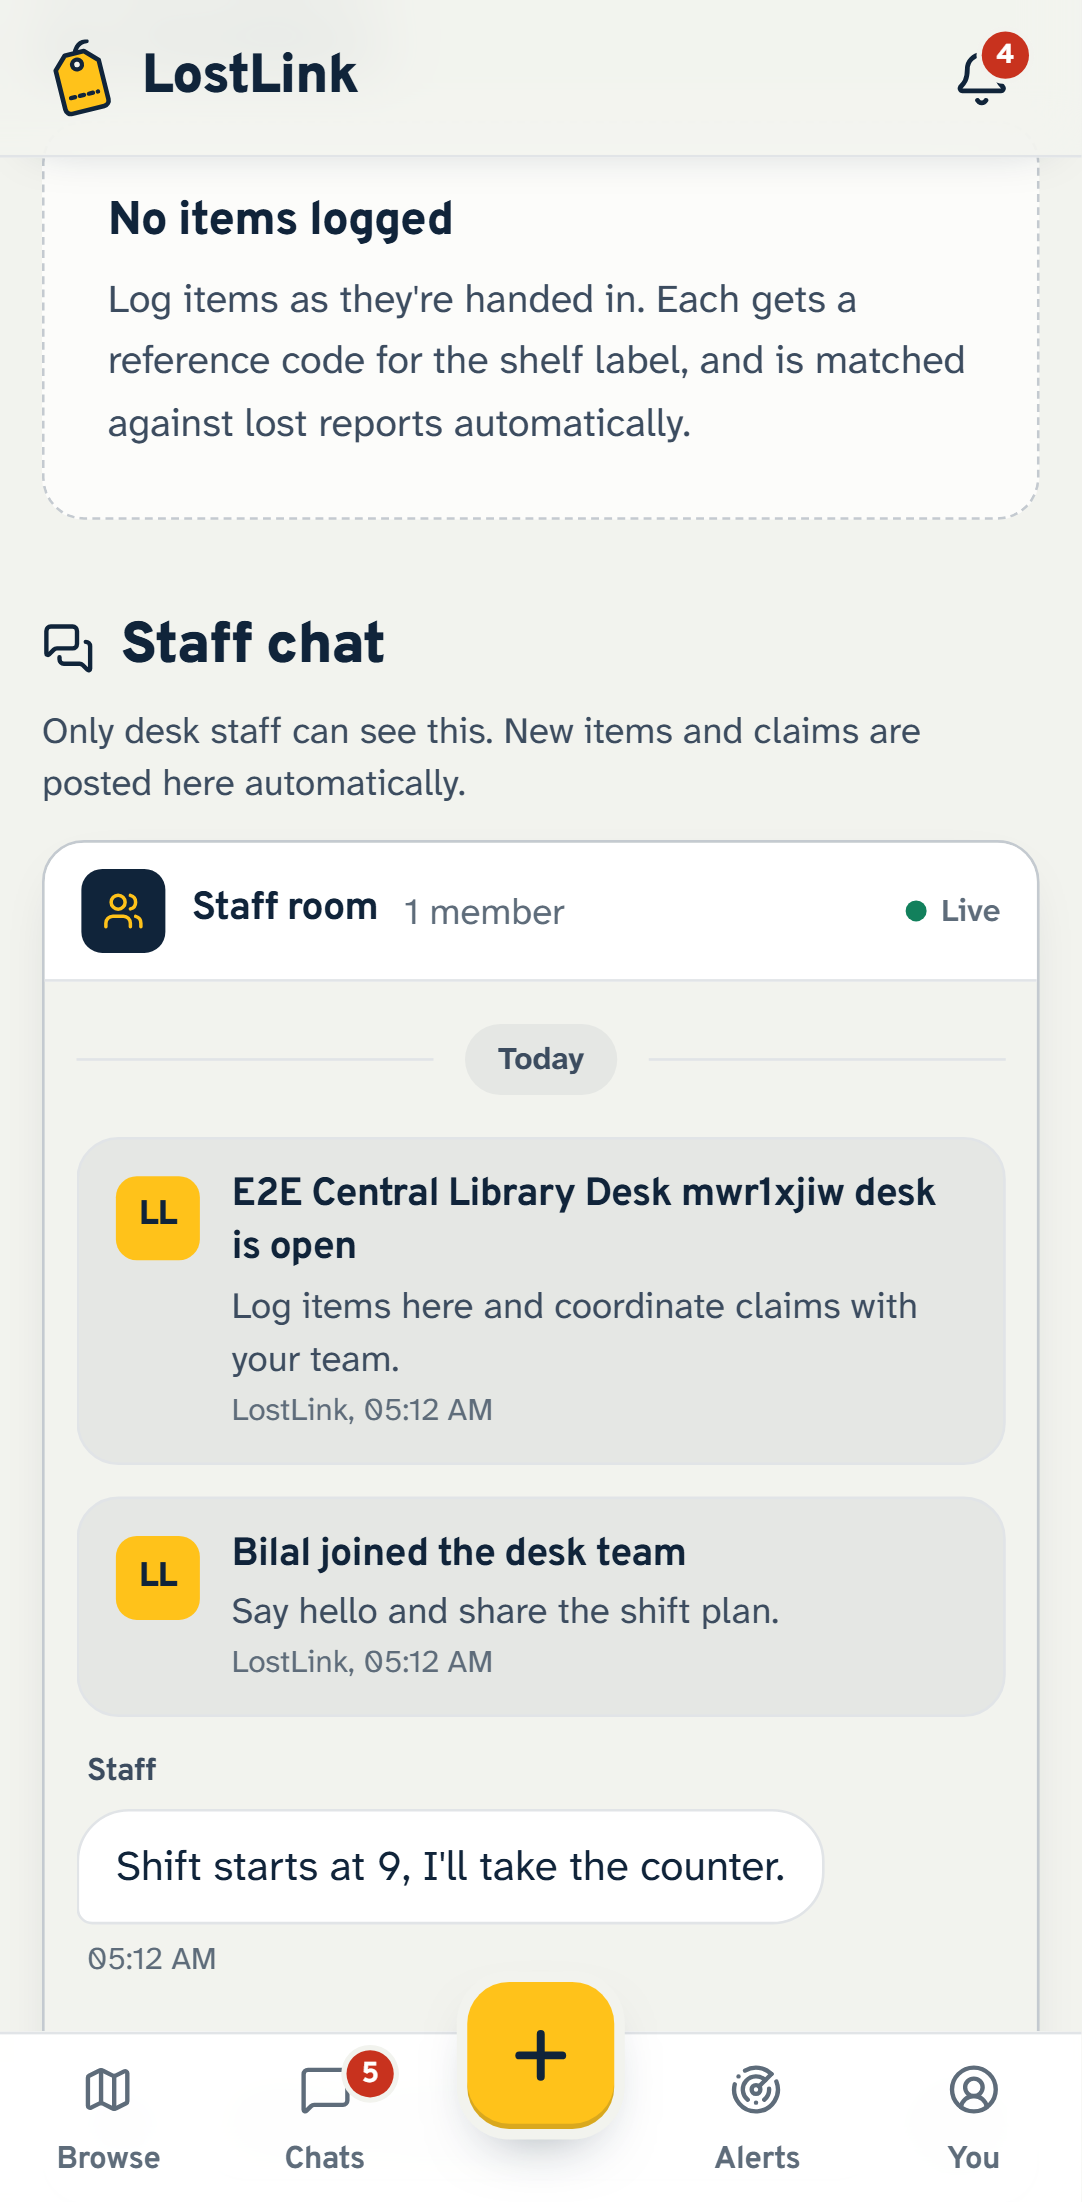 LostLink
4
No items logged
Log items as they're handed in. Each gets a
reference code for the shelf label, and is matched
against lost reports automatically.
Staff chat
Only desk staff can see this. New items and claims are
posted here automatically.
Staff room 1 member
Live
Today
LL
E2E Central Library Desk mwr1xjiw desk
is open
Log items here and coordinate claims with
your team.
LostLink, 05:12 AM
LL
Bilal joined the desk team
Say hello and share the shift plan.
LostLink, 05:12 AM
Staff
Shift starts at 9, I'll take the counter.
05:12 AM
5
Browse
Chats
Alerts
You